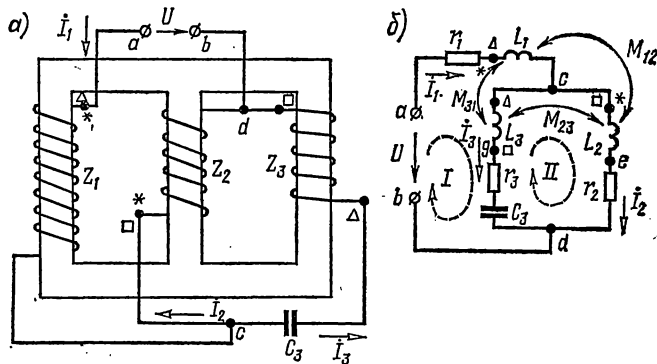 а) İ₁ U a b
Δ * □ d
Z₁ Z₂ Z₃
* □ Δ
İ₂ c C₃ İ₃
б) r₁ Δ L₁ M₁₂
* c
a İ₁ M₃₁ Δ □ *
İ₃ L₃ M₂₃ L₂
U g □ e
b I r₃ II r₂
C₃ İ₂
d